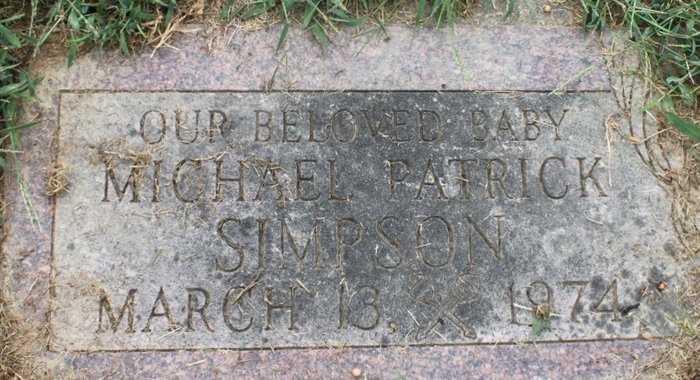 OUR BELOVED BABY
MICHAEL PATRICK
SIMPSON
MARCH 13, 1974